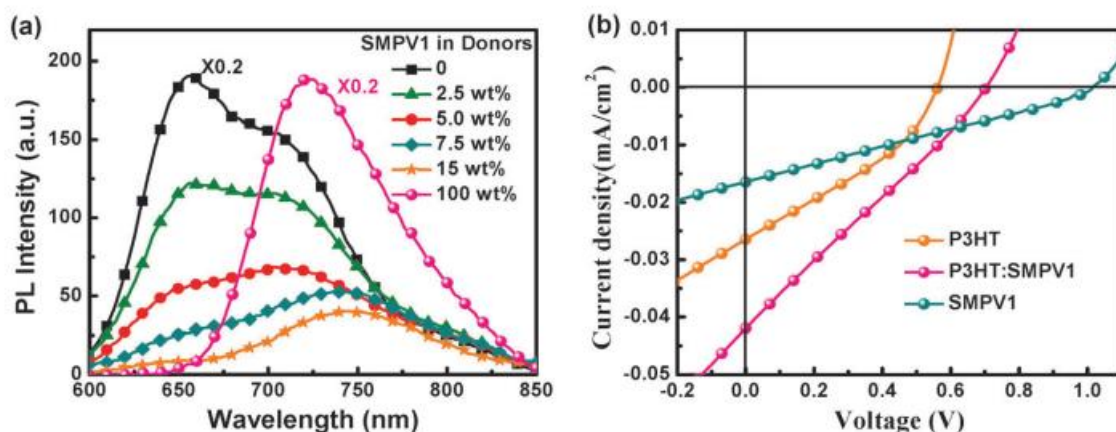 (a)
SMPV1 in Donors
0
2.5 wt%
5.0 wt%
7.5 wt%
15 wt%
100 wt%
X0.2
X0.2
200
150
100
50
0
PL Intensity (a.u.)
600 650 700 750 800 850
Wavelength (nm)
(b)
0.01
0.00
-0.01
-0.02
-0.03
-0.04
-0.05
Current density(mA/cm²)
P3HT
P3HT:SMPV1
SMPV1
-0.2 0.0 0.2 0.4 0.6 0.8 1.0
Voltage (V)